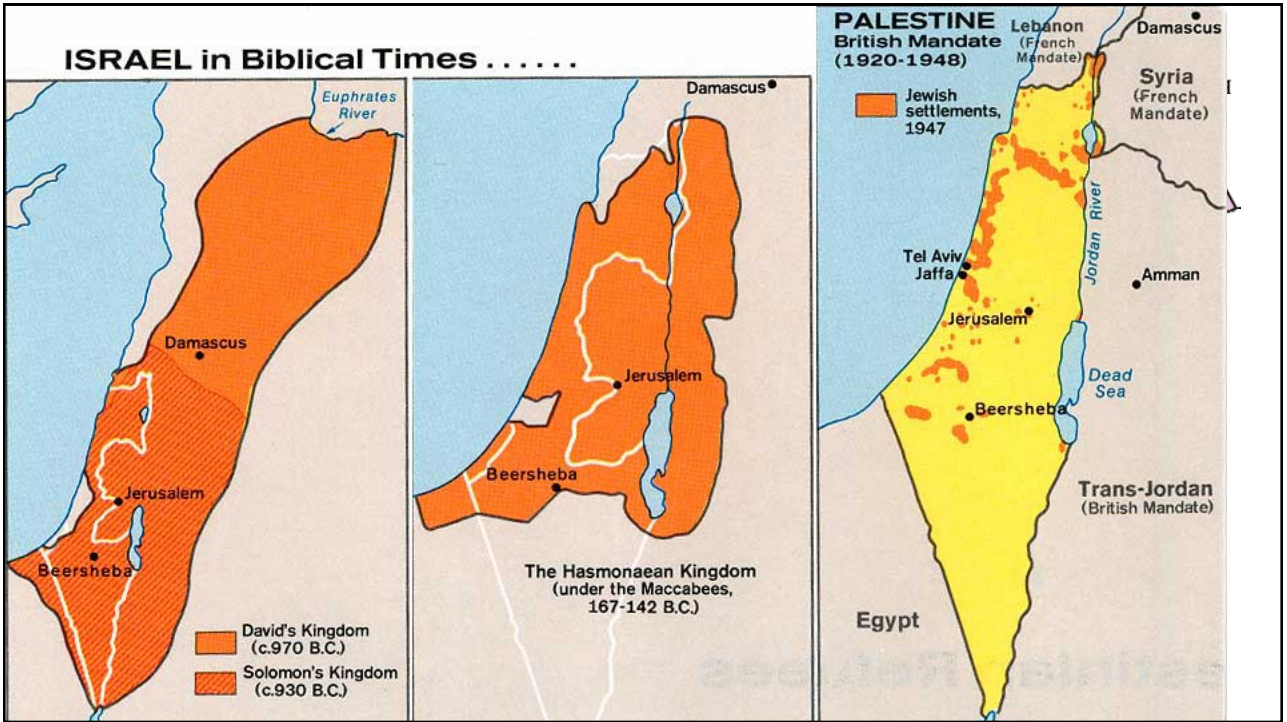 ISRAEL in Biblical Times . . . . . .
Euphrates
River
Damascus
Jerusalem
Beersheba
David's Kingdom
(c.970 B.C.)
Solomon's Kingdom
(c.930 B.C.)
Damascus
Jerusalem
Beersheba
The Hasmonaean Kingdom
(under the Maccabees,
167-142 B.C.)
PALESTINE
British Mandate
(1920-1948)
Jewish
settlements,
1947
Lebanon
(French
Mandate)
Damascus
Syria
(French
Mandate)
Jordan River
Tel Aviv
Jaffa
Amman
Jerusalem
Dead
Sea
Beersheba
Trans-Jordan
(British Mandate)
Egypt